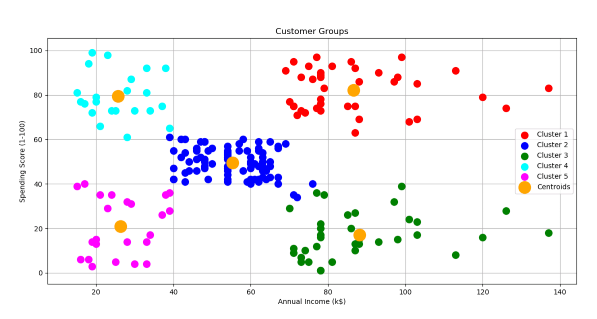 Customer Groups
Spending Score (1-100)
100
80
60
40
20
0
20
40
60
80
100
120
140
Annual Income (k$)
Cluster 1
Cluster 2
Cluster 3
Cluster 4
Cluster 5
Centroids